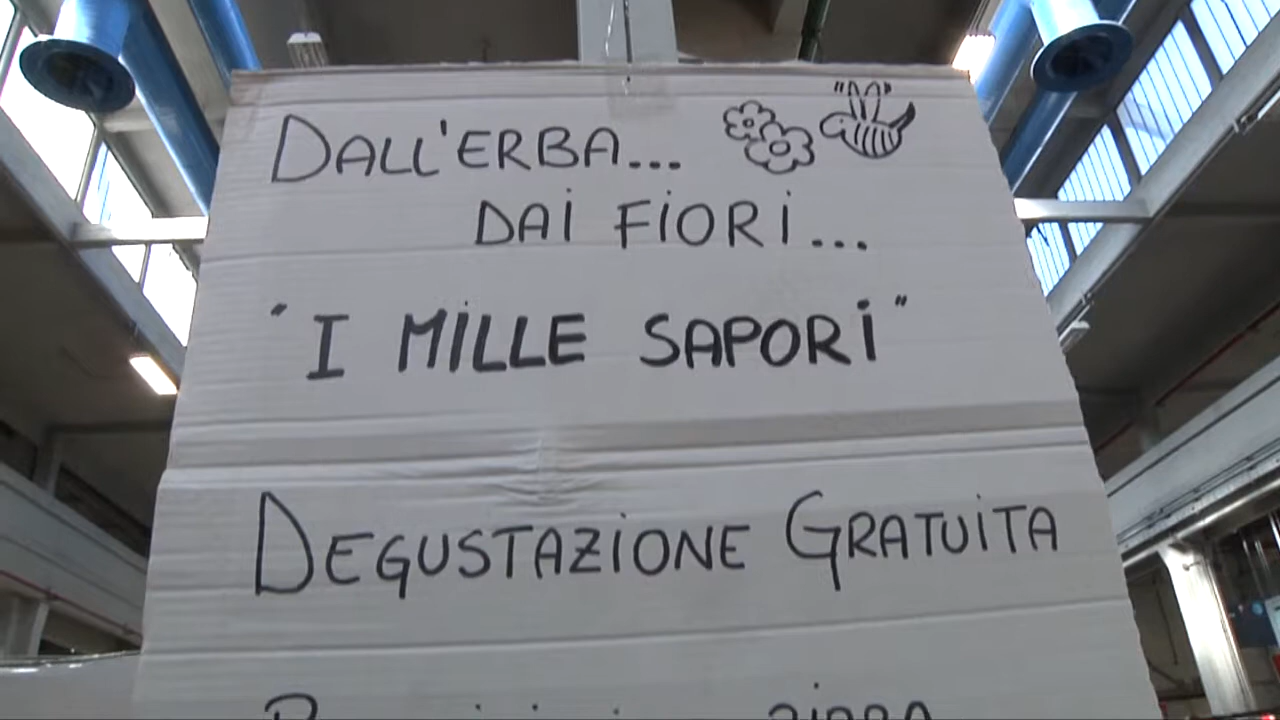 DALL'ERBA...
DAI FIORI...
"I MILLE SAPORI"
DEGUSTAZIONE GRATUITA